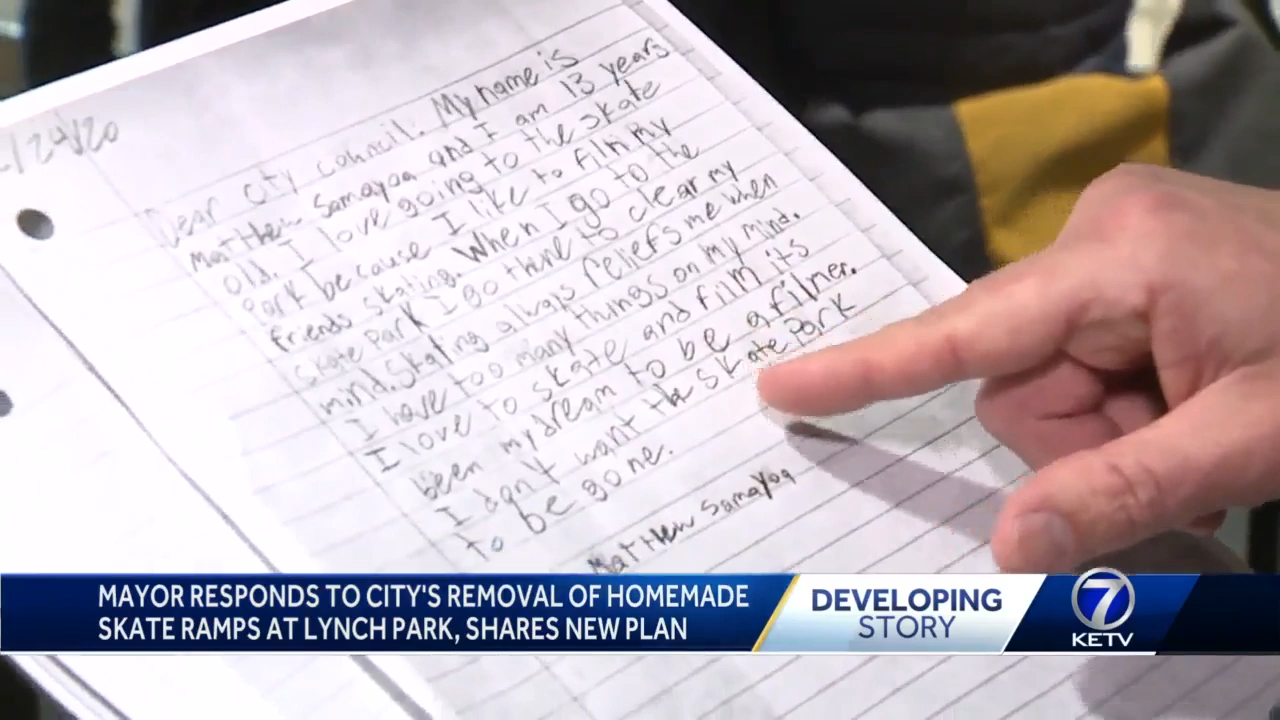 /24/20
Dear city council. My name is
Matthew Samayoa and I am 13 years
old. I love going to the skate
park because I like to film my
friends skating. When I go to the
skate park I go there to clear my
mind. skating always reliefs me when
I have too many things on my mind.
I love to skate and film its
been my dream to be a filmer.
I don't want the skate park
to be gone.
Matthew Samayoa
MAYOR RESPONDS TO CITY'S REMOVAL OF HOMEMADE
SKATE RAMPS AT LYNCH PARK, SHARES NEW PLAN
DEVELOPING
STORY
7
KETV